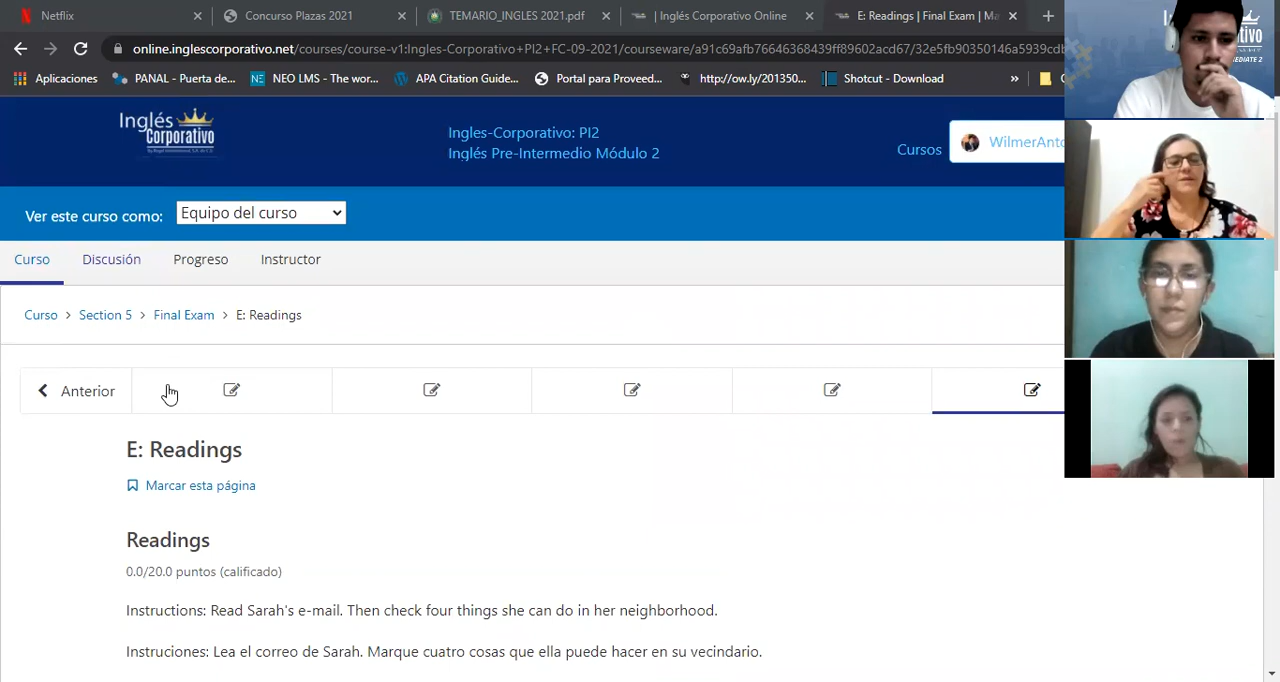 Netflix
Concurso Plazas 2021
TEMARIO_INGLES 2021.pdf
| Inglés Corporativo Online
E: Readings | Final Exam | Ma
online.inglescorporativo.net/courses/course-v1:Ingles-Corporativo+PI2+FC-09-2021/courseware/a91c69afb76646368439ff89602acd67/32e5fb90350146a5939cdb
Aplicaciones
PANAL - Puerta de...
NEO LMS - The wor...
APA Citation Guide...
Portal para Proveed...
http://ow.ly/201350...
Shotcut - Download
»
Inglés
Corporativo
Ingles-Corporativo: PI2
Inglés Pre-Intermedio Módulo 2
Cursos
WilmerAnto
Ver este curso como:
Equipo del curso
Curso
Discusión
Progreso
Instructor
Curso > Section 5 > Final Exam > E: Readings
Anterior
E: Readings
Marcar esta página
Readings
0.0/20.0 puntos (calificado)
Instructions: Read Sarah's e-mail. Then check four things she can do in her neighborhood.
Instruciones: Lea el correo de Sarah. Marque cuatro cosas que ella puede hacer en su vecindario.